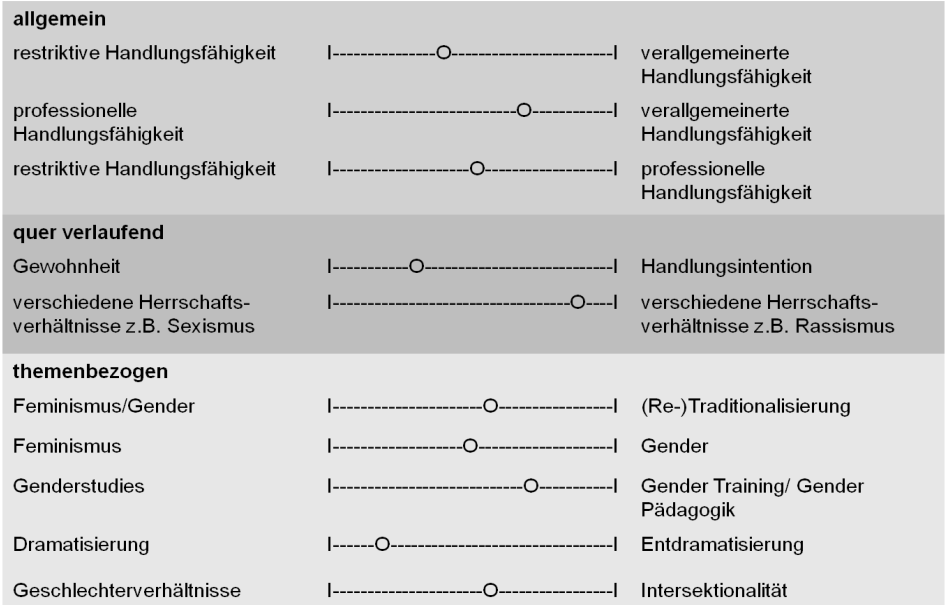 allgemein
restriktive Handlungsfähigkeit |--------------------O-----------------------------| verallgemeinerte
Handlungsfähigkeit
professionelle |----------------------------------O---------------| verallgemeinerte
Handlungsfähigkeit Handlungsfähigkeit
restriktive Handlungsfähigkeit |--------------------------O-----------------------| professionelle
Handlungsfähigkeit
quer verlaufend
Gewohnheit |--------------O----------------------------------| Handlungsintention
verschiedene Herrschafts- |-------------------------------------------O-----| verschiedene Herrschafts-
verhältnisse z.B. Sexismus verhältnisse z.B. Rassismus
themenbezogen
Feminismus/Gender |---------------------------O---------------------| (Re-)Traditionalisierung
Feminismus |------------------------O------------------------| Gender
Genderstudies |-----------------------------------O-------------| Gender Training/ Gender
Pädagogik
Dramatisierung |-------O----------------------------------------| Entdramatisierung
Geschlechterverhältnisse |---------------------------O--------------------| Intersektionalität